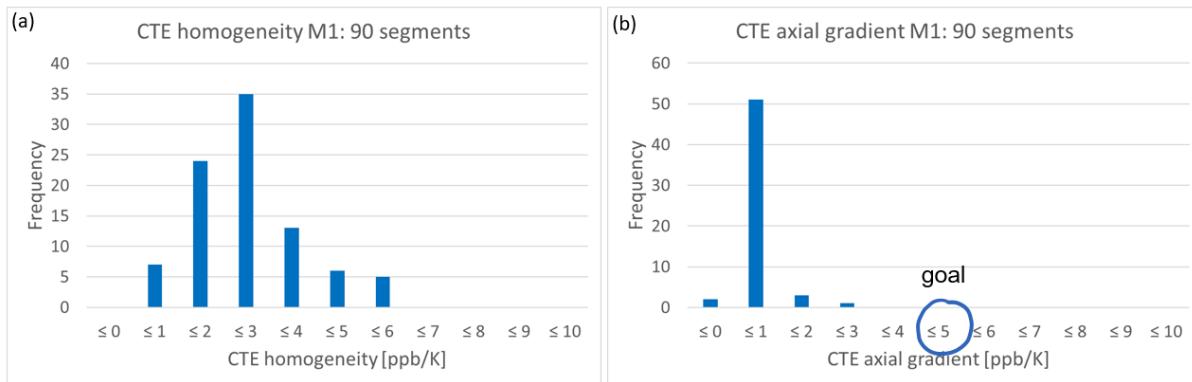 (a)
CTE homogeneity M1: 90 segments
40
35
30
25
20
15
10
5
0
Frequency
≤ 0 ≤ 1 ≤ 2 ≤ 3 ≤ 4 ≤ 5 ≤ 6 ≤ 7 ≤ 8 ≤ 9 ≤ 10
CTE homogeneity [ppb/K]
(b)
CTE axial gradient M1: 90 segments
60
50
40
30
20
10
0
Frequency
goal
≤ 0 ≤ 1 ≤ 2 ≤ 3 ≤ 4 ≤ 5 ≤ 6 ≤ 7 ≤ 8 ≤ 9 ≤ 10
CTE axial gradient [ppb/K]